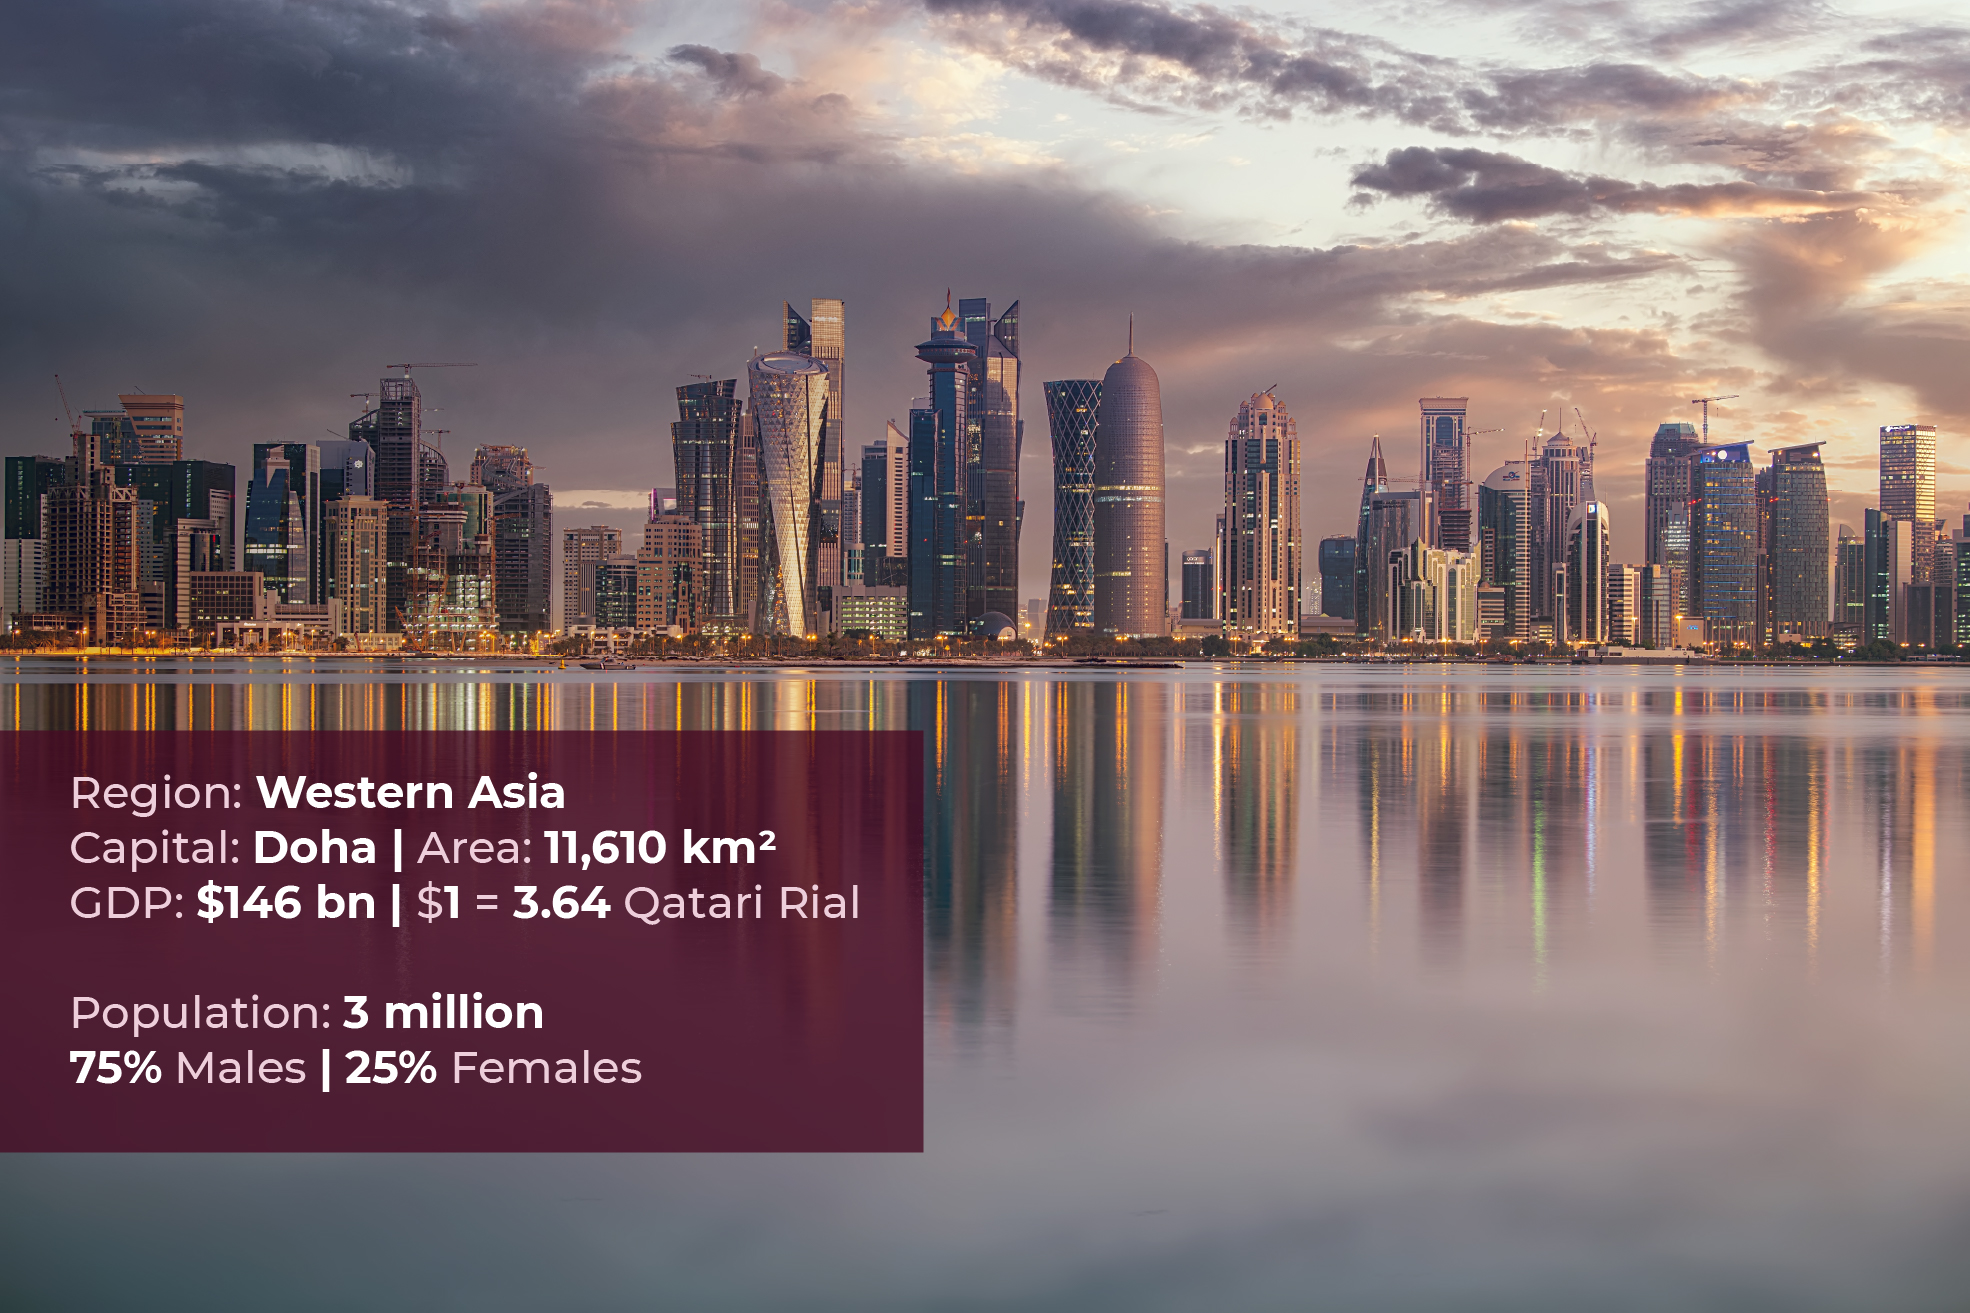 Region: Western Asia
Capital: Doha | Area: 11,610 km²
GDP: $146 bn | $1 = 3.64 Qatari Rial
Population: 3 million
75% Males | 25% Females